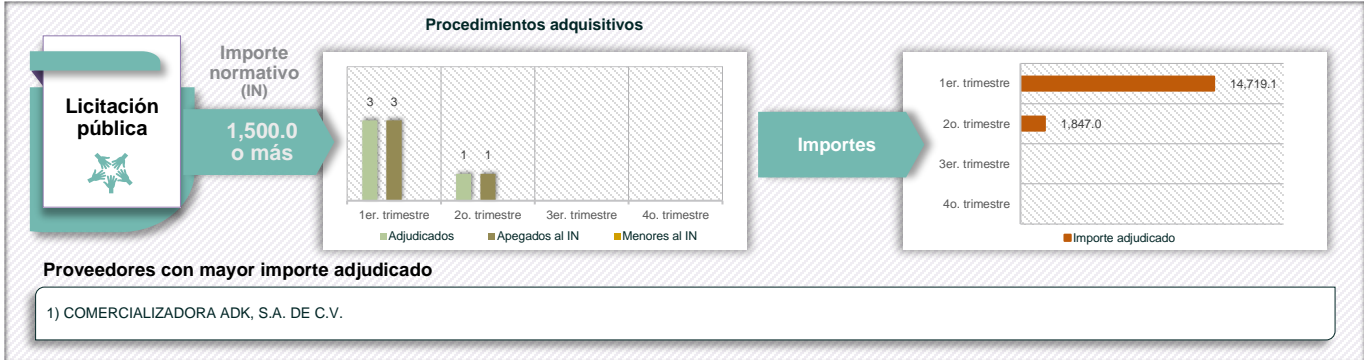 Procedimientos adquisitivos
Licitación
pública
Importe
normativo
(IN)
1,500.0
o más
3 3
1 1
1er. trimestre 2o. trimestre 3er. trimestre 4o. trimestre
Adjudicados Apegados al IN Menores al IN
Importes
1er. trimestre 14,719.1
2o. trimestre 1,847.0
3er. trimestre
4o. trimestre
Importe adjudicado
Proveedores con mayor importe adjudicado
1) COMERCIALIZADORA ADK, S.A. DE C.V.